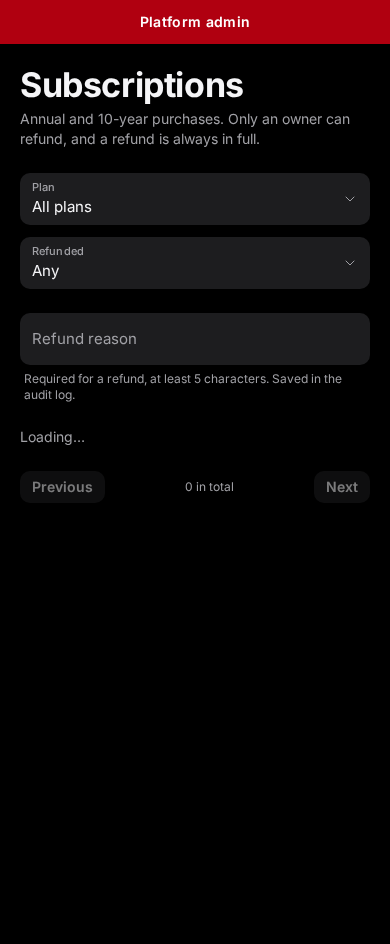 Platform admin
Subscriptions
Annual and 10-year purchases. Only an owner can
refund, and a refund is always in full.
Plan
All plans
Refunded
Any
Refund reason
Required for a refund, at least 5 characters. Saved in the
audit log.
Loading...
Previous
0 in total
Next